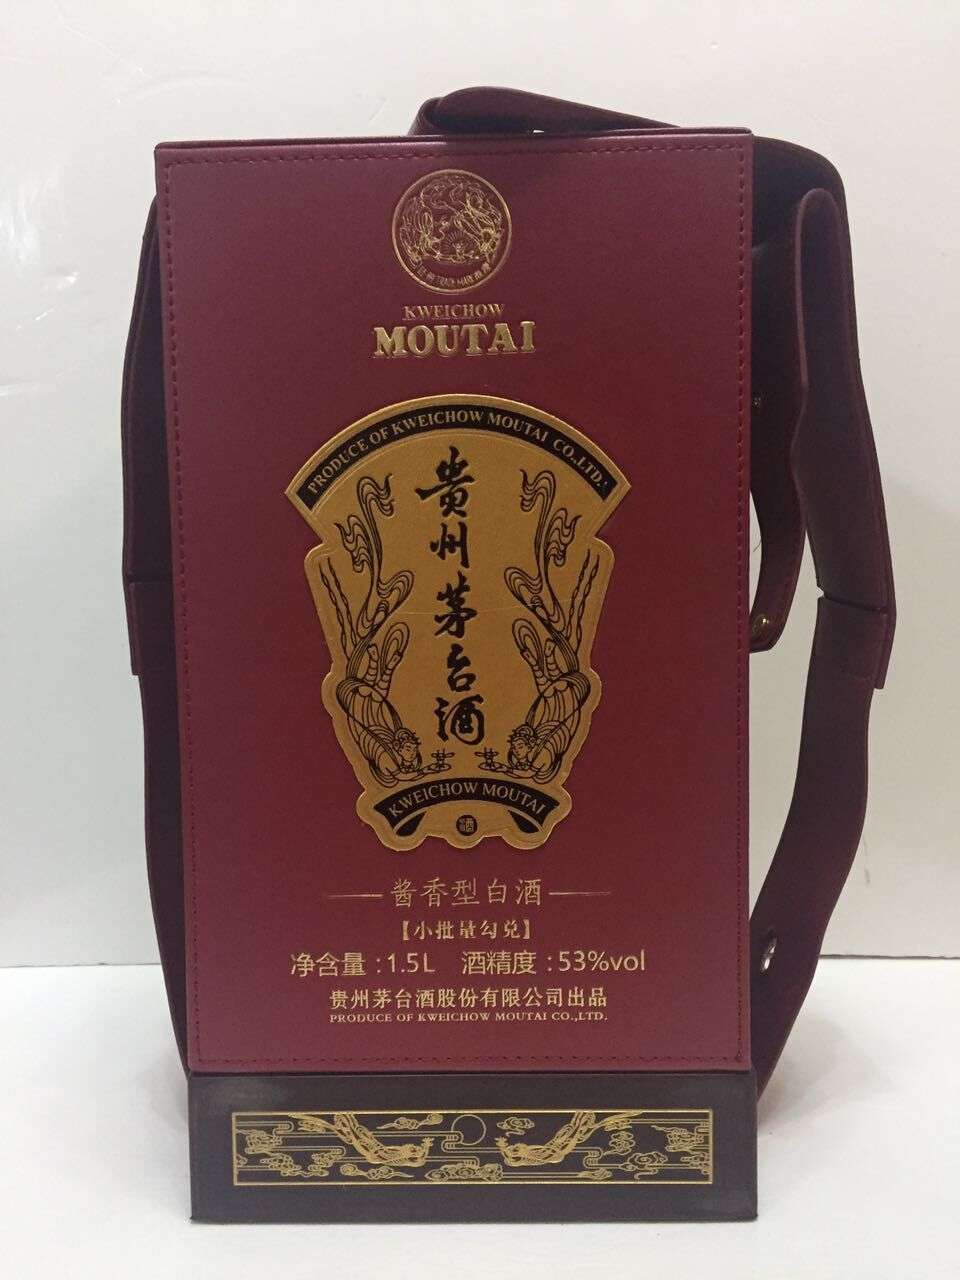 TRADE MARK
KWEICHOW
MOUTAI
PRODUCE OF KWEICHOW MOUTAI CO.,LTD.
贵州茅台酒
KWEICHOW MOUTAI
酱香型白酒
【小批量勾兑】
净含量:1.5L 酒精度:53%vol
贵州茅台酒股份有限公司出品
PRODUCE OF KWEICHOW MOUTAI CO.,LTD.